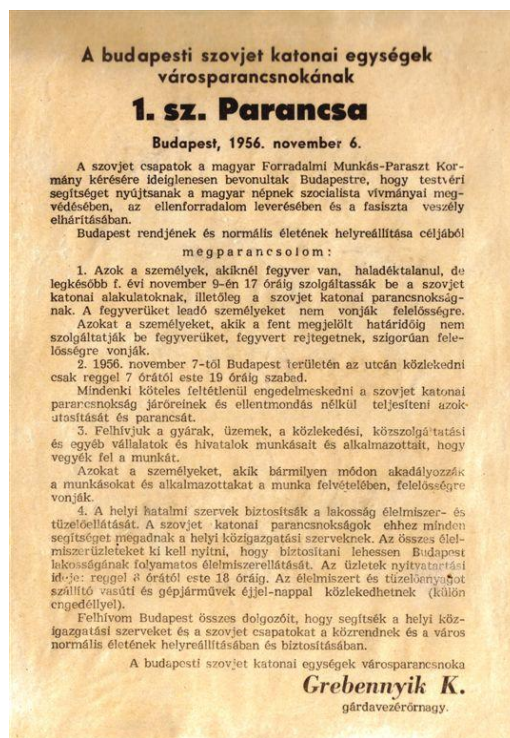 A budapesti szovjet katonai egységek
városparancsnokának
1. sz. Parancsa
Budapest, 1956. november 6.
A szovjet csapatok a magyar Forradalmi Munkás-Paraszt Kor-
mány kérésére ideiglenesen bevonultak Budapestre, hogy testvéri
segítséget nyújtsanak a magyar népnek szocialista vívmányai meg-
védésében, az ellenforradalom leverésében és a fasiszta veszély
elhárításában.
Budapest rendjének és normális életének helyreállítása céljából
megparancsolom:
1. Azok a személyek, akiknél fegyver van, haladéktalanul, de
legkésőbb f. évi november 9-én 17 óráig szolgáltassák be a szovjet
katonai alakulatoknak, illetőleg a szovjet katonai parancsnokság-
nak. A fegyverüket leadó személyeket nem vonják felelősségre.
Azokat a személyeket, akik a fent megjelölt határidőig nem
szolgáltatják be fegyverüket, fegyvert rejtegetnek, szigorúan fele-
lősségre vonják.
2. 1956. november 7-től Budapest területén az utcán közlekedni
csak reggel 7 órától este 19 óráig szabad.
Mindenki köteles feltétlenül engedelmeskedni a szovjet katonai
parancsnokság járőreinek és ellentmondás nélkül teljesíteni azok
utasítását és parancsát.
3. Felhívjuk a gyárak, üzemek, a közlekedési, közszolgáltatási
és egyéb vállalatok és hivatalok munkásait és alkalmazottait, hogy
vegyék fel a munkát.
Azokat a személyeket, akik bármilyen módon akadályozzák
a munkásokat és alkalmazottakat a munka felvételében, felelősségre
vonják.
4. A helyi hatalmi szervek biztosítsák a lakosság élelmiszer- és
tüzelőellátását. A szovjet katonai parancsnokságok ehhez minden
segítséget megadnak a helyi közigazgatási szerveknek. Az összes élel-
miszerüzleteket ki kell nyitni, hogy biztosítani lehessen Budapest
lakosságának folyamatos élelmiszerellátását. Az üzletek nyitvatartási
ideje: reggel 8 órától este 18 óráig. Az élelmiszert és tüzelőanyagot
szállító vasúti és gépjárművek éjjel-nappal közlekedhetnek (külön
engedéllyel).
Felhívom Budapest összes dolgozóit, hogy segítsék a helyi köz-
igazgatási szerveket és a szovjet csapatokat a közrendnek és a város
normális életének helyreállításában és biztosításában.
A budapesti szovjet katonai egységek városparancsnoka
Grebennyik K.
gárdavezérőrnagy.